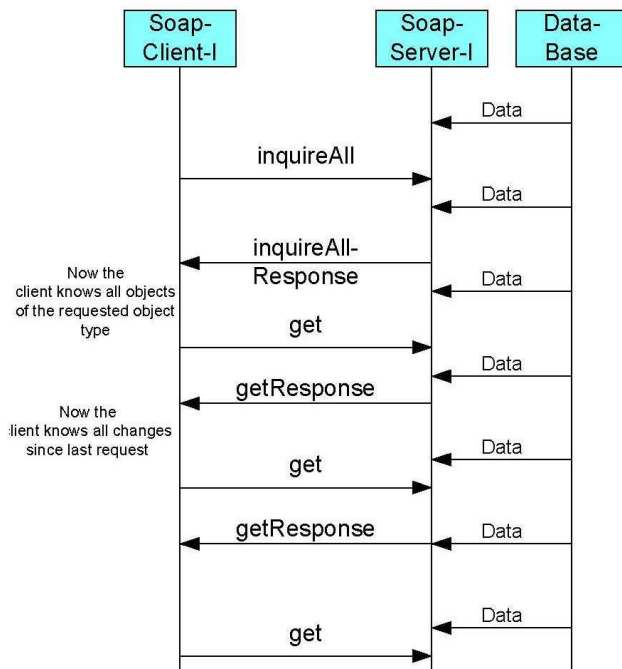 Soap-
Client-I
Soap-
Server-I
Data-
Base
Data
inquireAll
Data
inquireAll-
Response
Now the
client knows all objects
of the requested object
type
Data
get
Data
getResponse
Now the
lient knows all changes
since last request
Data
get
getResponse
Data
Data
get